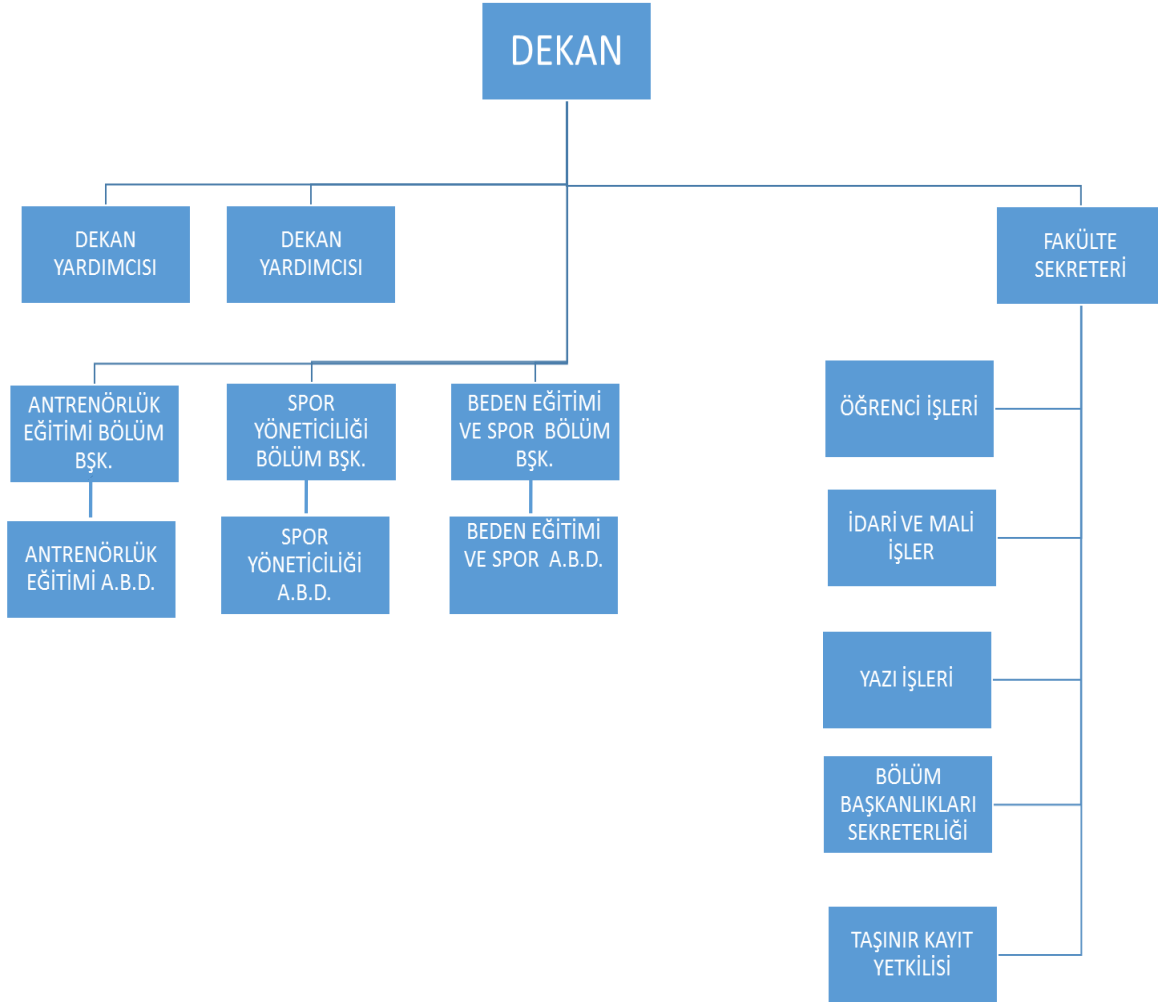 DEKAN
DEKAN
YARDIMCISI
DEKAN
YARDIMCISI
FAKÜLTE
SEKRETERİ
ANTRENÖRLÜK
EĞİTİMİ BÖLÜM
BŞK.
SPOR
YÖNETİCİLİĞİ
BÖLÜM BŞK.
BEDEN EĞİTİMİ
VE SPOR BÖLÜM
BŞK.
ANTRENÖRLÜK
EĞİTİMİ A.B.D.
SPOR
YÖNETİCİLİĞİ
A.B.D.
BEDEN EĞİTİMİ
VE SPOR A.B.D.
ÖĞRENCİ İŞLERİ
İDARİ VE MALİ
İŞLER
YAZI İŞLERİ
BÖLÜM
BAŞKANLIKLARI
SEKRETERLİĞİ
TAŞINIR KAYIT
YETKİLİSİ